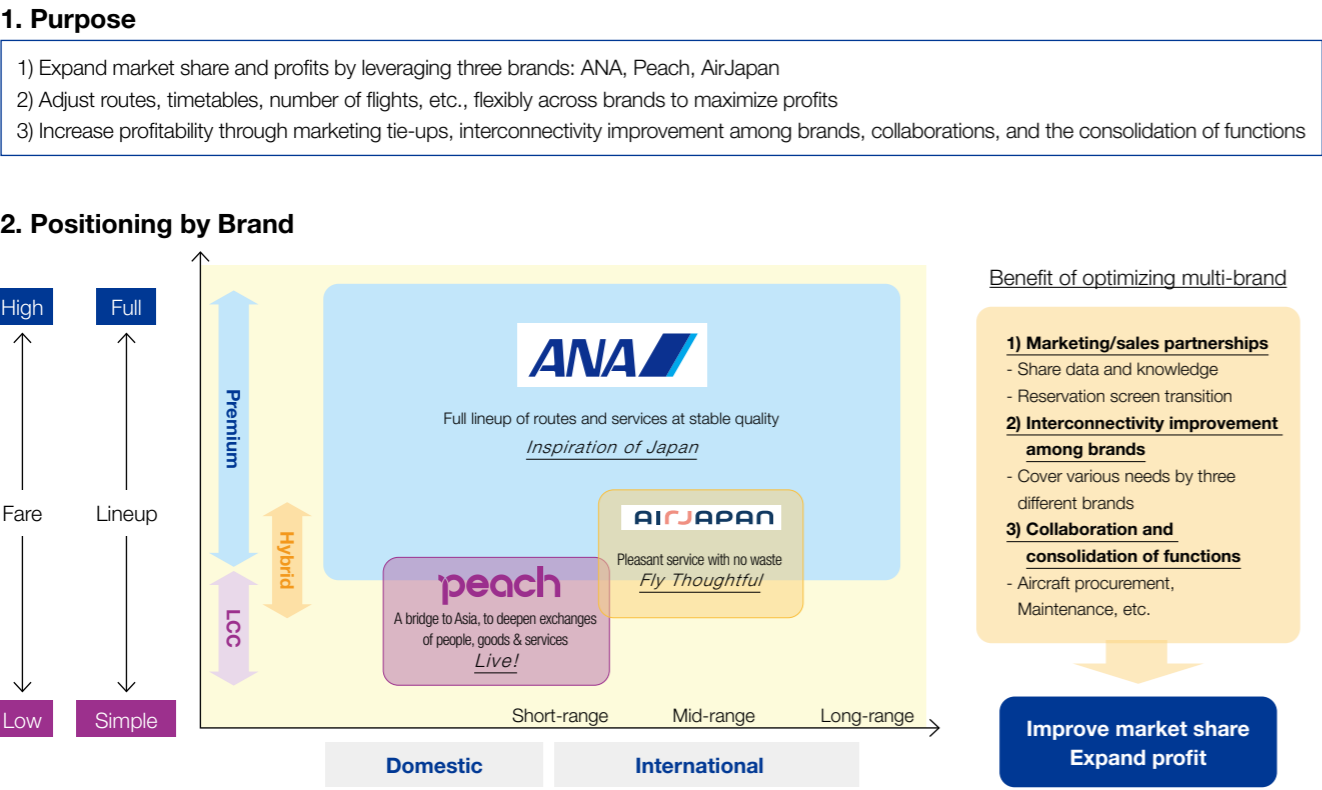 1. Purpose
1) Expand market share and profits by leveraging three brands: ANA, Peach, AirJapan
2) Adjust routes, timetables, number of flights, etc., flexibly across brands to maximize profits
3) Increase profitability through marketing tie-ups, interconnectivity improvement among brands, collaborations, and the consolidation of functions
2. Positioning by Brand
High
Full
Fare
Lineup
Low
Simple
Premium
Hybrid
LCC
ANA
Full lineup of routes and services at stable quality
Inspiration of Japan
AIRJAPAN
Pleasant service with no waste
Fly Thoughtful
peach
A bridge to Asia, to deepen exchanges
of people, goods & services
Live!
Short-range
Mid-range
Long-range
Domestic
International
Benefit of optimizing multi-brand
1) Marketing/sales partnerships
- Share data and knowledge
- Reservation screen transition
2) Interconnectivity improvement
among brands
- Cover various needs by three
different brands
3) Collaboration and
consolidation of functions
- Aircraft procurement,
Maintenance, etc.
Improve market share
Expand profit